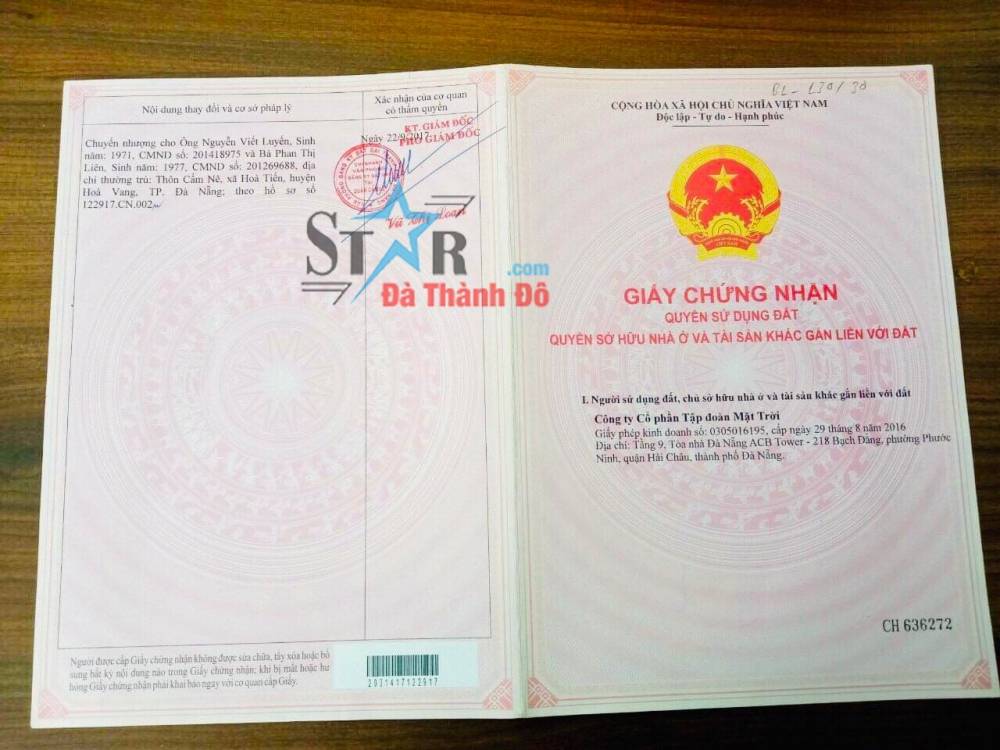 Nội dung thay đổi và cơ sở pháp lý
Xác nhận của cơ quan
có thẩm quyền
Chuyển nhượng cho Ông Nguyễn Viết Luyến, Sinh
năm: 1971, CMND số: 201418975 và Bà Phan Thị
Liên, Sinh năm: 1977, CMND số: 201269688, địa
chỉ thường trú: Thôn Cẩm Nê, xã Hoà Tiến, huyện
Hoà Vang, TP. Đà Nẵng; theo hồ sơ số
122917.CN.002
Ngày 22/9/2017
KT. GIÁM ĐỐC
PHÓ GIÁM ĐỐC
Vũ Thị Loan
STAR
.com
Đà Thành Đô
Người được cấp Giấy chứng nhận không được sửa chữa, tẩy xóa hoặc bổ
sung bất kỳ nội dung nào trong Giấy chứng nhận; khi bị mất hoặc hư
hỏng Giấy chứng nhận phải khai báo ngay với cơ quan cấp Giấy.
2031417122917
CỘNG HÒA XÃ HỘI CHỦ NGHĨA VIỆT NAM
Độc lập - Tự do - Hạnh phúc
VIỆT NAM
GIẤY CHỨNG NHẬN
QUYỀN SỬ DỤNG ĐẤT
QUYỀN SỞ HỮU NHÀ Ở VÀ TÀI SẢN KHÁC GẮN LIỀN VỚI ĐẤT
I. Người sử dụng đất, chủ sở hữu nhà ở và tài sản khác gắn liền với đất
Công ty Cổ phần Tập đoàn Mặt Trời
Giấy phép kinh doanh số: 0305016195, cấp ngày 29 tháng 8 năm 2016
Địa chỉ: Tầng 9, Tòa nhà Đà Nẵng ACB Tower - 218 Bạch Đằng, phường Phước
Ninh, quận Hải Châu, thành phố Đà Nẵng.
CH 636272